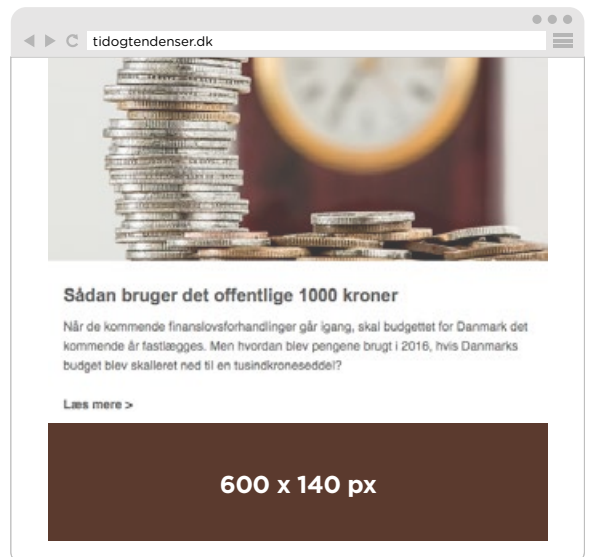 tidogtendenser.dk
Sådan bruger det offentlige 1000 kroner
Når de kommende finanslovsforhandlinger går igang, skal budgettet for Danmark det
kommende år fastlægges. Men hvordan blev pengene brugt i 2016, hvis Danmarks
budget blev skalleret ned til en tusindkroneseddel?
Læs mere >
600 x 140 px